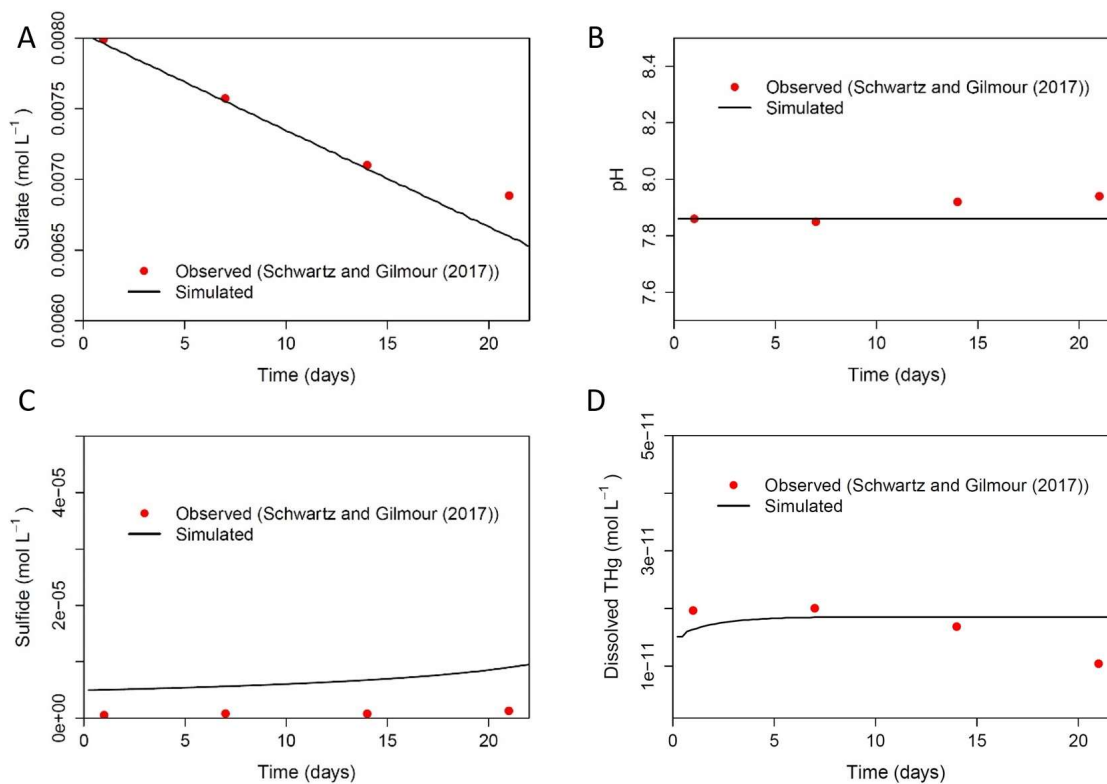 A
Sulfate (mol L⁻¹)
0.0080
0.0075
0.0070
0.0065
0.0060
Observed (Schwartz and Gilmour (2017))
Simulated
0 5 10 15 20
Time (days)
B
pH
8.4
8.2
8.0
7.8
7.6
Observed (Schwartz and Gilmour (2017))
Simulated
0 5 10 15 20
Time (days)
C
Sulfide (mol L⁻¹)
4e−05
2e−05
0e+00
Observed (Schwartz and Gilmour (2017))
Simulated
0 5 10 15 20
Time (days)
D
Dissolved THg (mol L⁻¹)
5e−11
3e−11
1e−11
Observed (Schwartz and Gilmour (2017))
Simulated
0 5 10 15 20
Time (days)